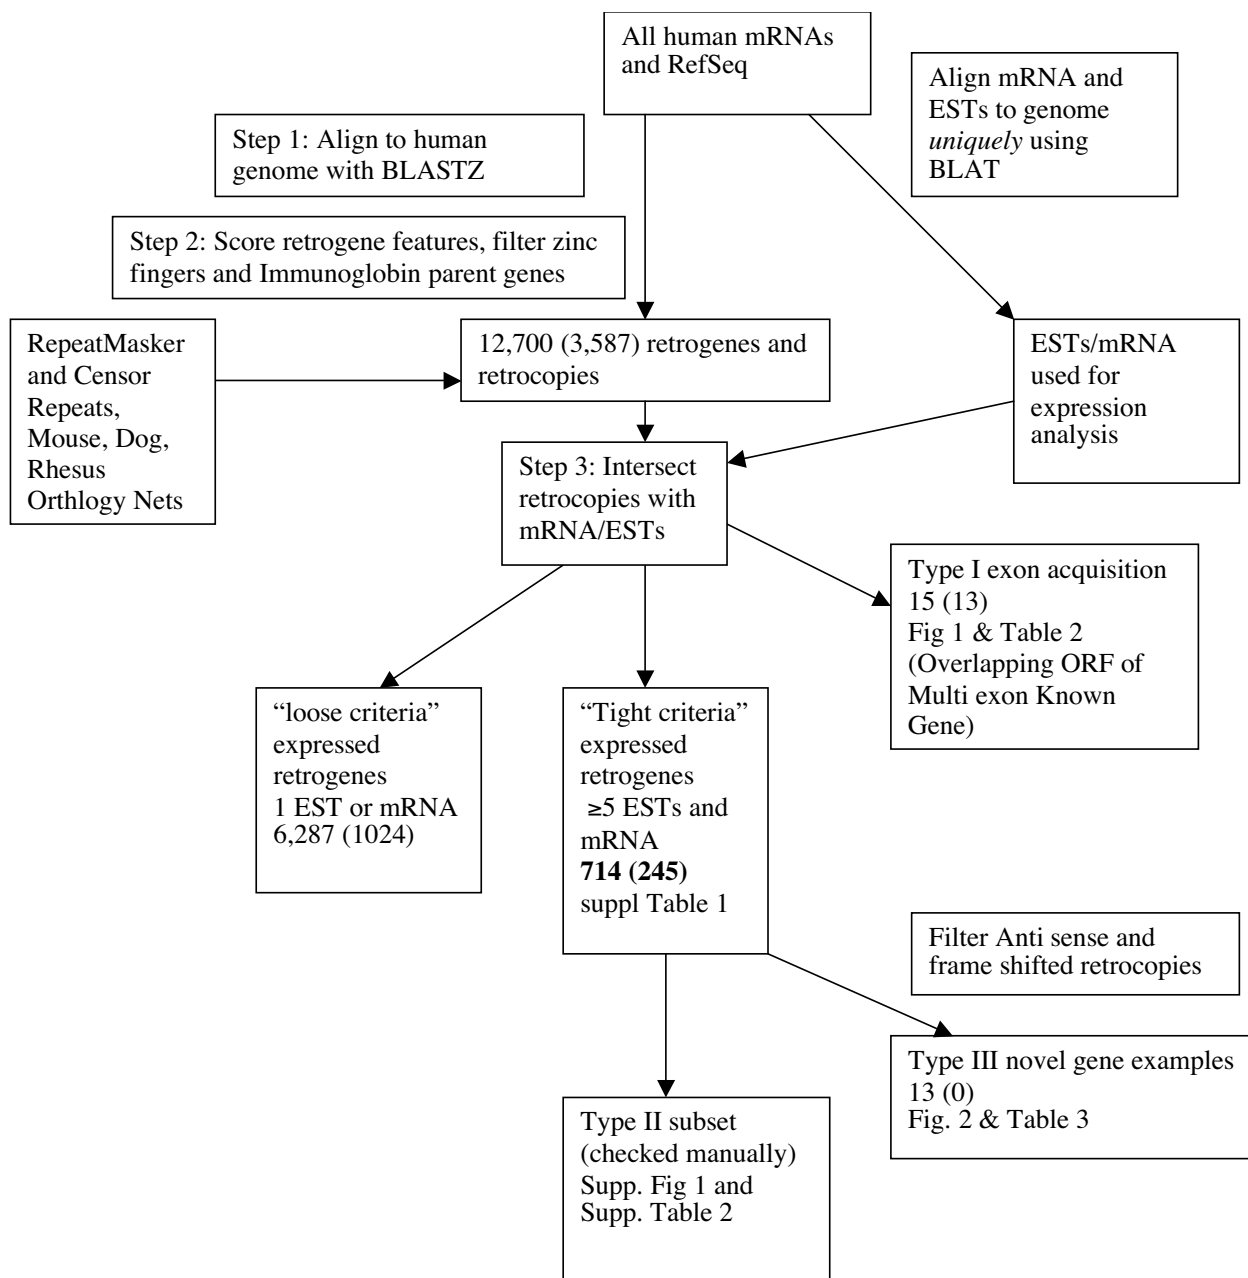 All human mRNAs
and RefSeq
Align mRNA and
ESTs to genome
uniquely using
BLAT
Step 1: Align to human
genome with BLASTZ
Step 2: Score retrogene features, filter zinc
fingers and Immunoglobin parent genes
RepeatMasker
and Censor
Repeats,
Mouse, Dog,
Rhesus
Orthlogy Nets
12,700 (3,587) retrogenes and
retrocopies
ESTs/mRNA
used for
expression
analysis
Step 3: Intersect
retrocopies with
mRNA/ESTs
Type I exon acquisition
15 (13)
Fig 1 & Table 2
(Overlapping ORF of
Multi exon Known
Gene)
“loose criteria”
expressed
retrogenes
1 EST or mRNA
6,287 (1024)
“Tight criteria”
expressed
retrogenes
≥5 ESTs and
mRNA
714 (245)
suppl Table 1
Filter Anti sense and
frame shifted retrocopies
Type III novel gene examples
13 (0)
Fig. 2 & Table 3
Type II subset
(checked manually)
Supp. Fig 1 and
Supp. Table 2